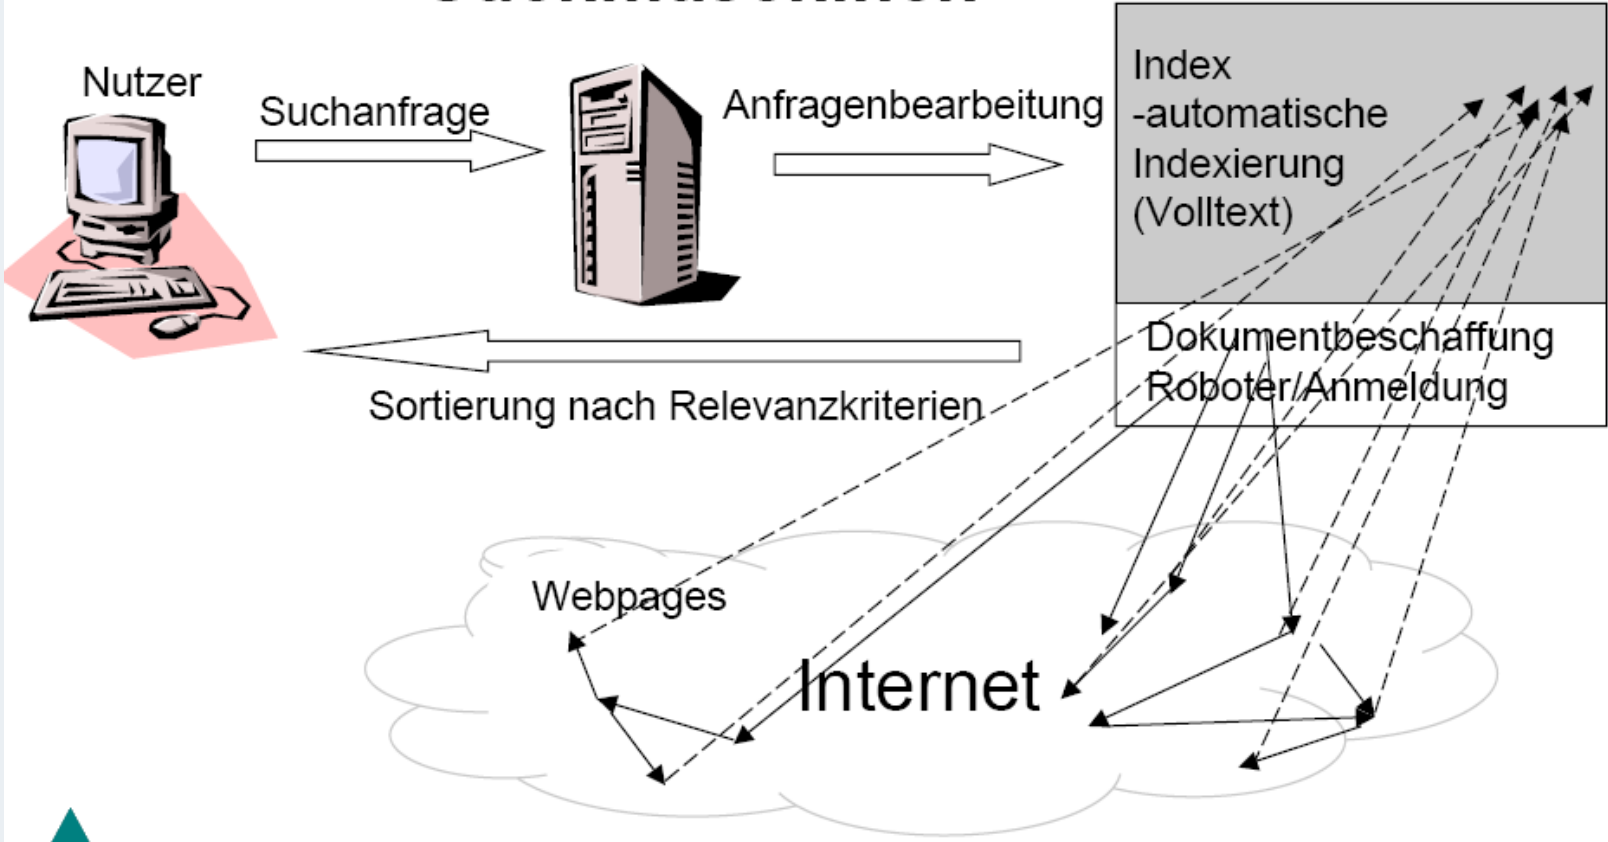 Nutzer
Suchanfrage
Anfragenbearbeitung
Index
-automatische
Indexierung
(Volltext)
Dokumentbeschaffung
Roboter/Anmeldung
Sortierung nach Relevanzkriterien
Webpages
Internet